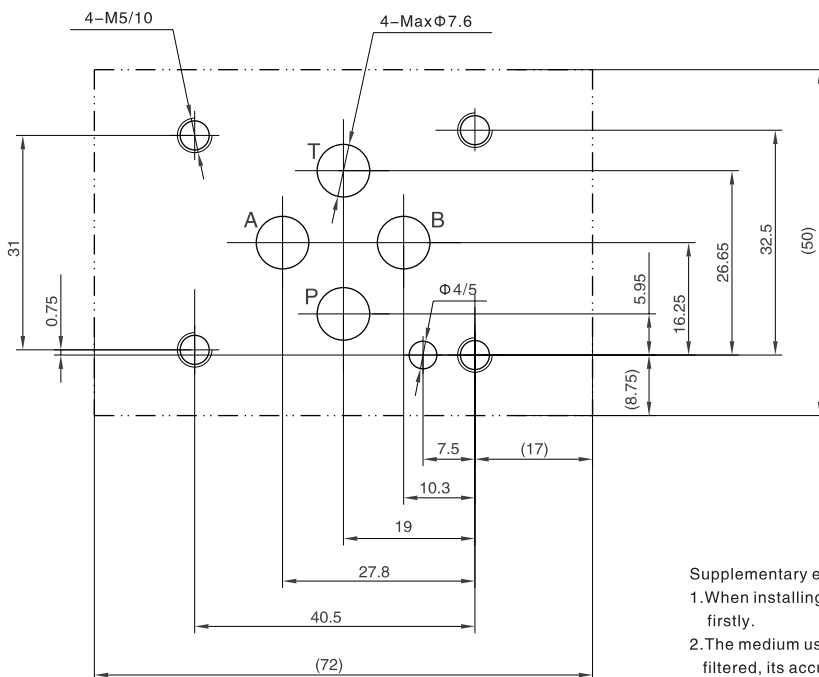 4-M5/10
4-MaxΦ7.6
T
A
B
P
Φ4/5
31
0.75
5.95
16.25
26.65
32.5
(50)
(8.75)
7.5
(17)
10.3
19
27.8
40.5
(72)
Supplementary e
1.When installing
firstly.
2.The medium us
filtered, its accu